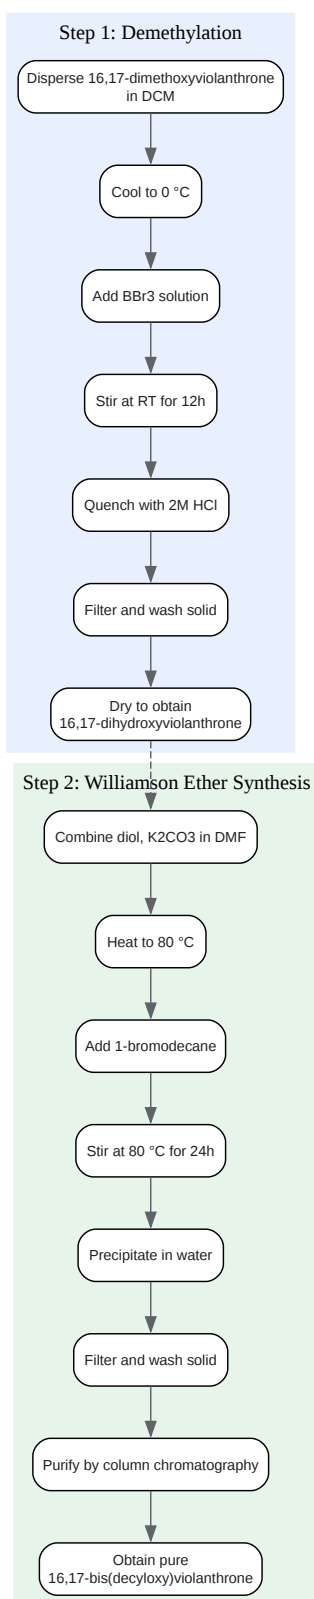 Step 1: Demethylation
Disperse 16,17-dimethoxyviolanthrone
in DCM
Cool to 0 °C
Add BBr3 solution
Stir at RT for 12h
Quench with 2M HCl
Filter and wash solid
Dry to obtain
16,17-dihydroxyviolanthrone
Step 2: Williamson Ether Synthesis
Combine diol, K2CO3 in DMF
Heat to 80 °C
Add 1-bromodecane
Stir at 80 °C for 24h
Precipitate in water
Filter and wash solid
Purify by column chromatography
Obtain pure
16,17-bis(decyloxy)violanthrone